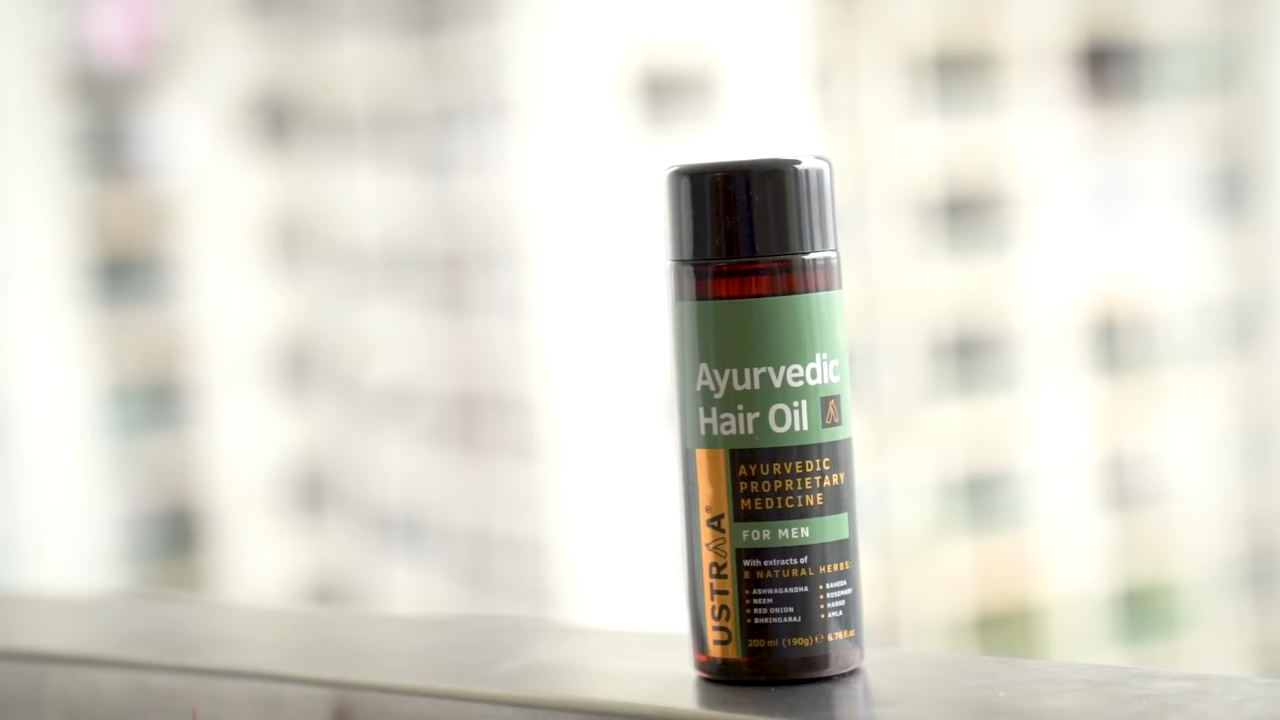 Ayurvedic
Hair Oil
AYURVEDIC
PROPRIETARY
MEDICINE
FOR MEN
USTRAA®
With extracts of
8 NATURAL HERBS:
• ASHWAGANDHA
• NEEM
• RED ONION
• BHRINGARAJ
• BAHEDA
• ROSEMARY
• HARAD
• AMLA
200 ml (190g) ℮ 6.76 fl.oz